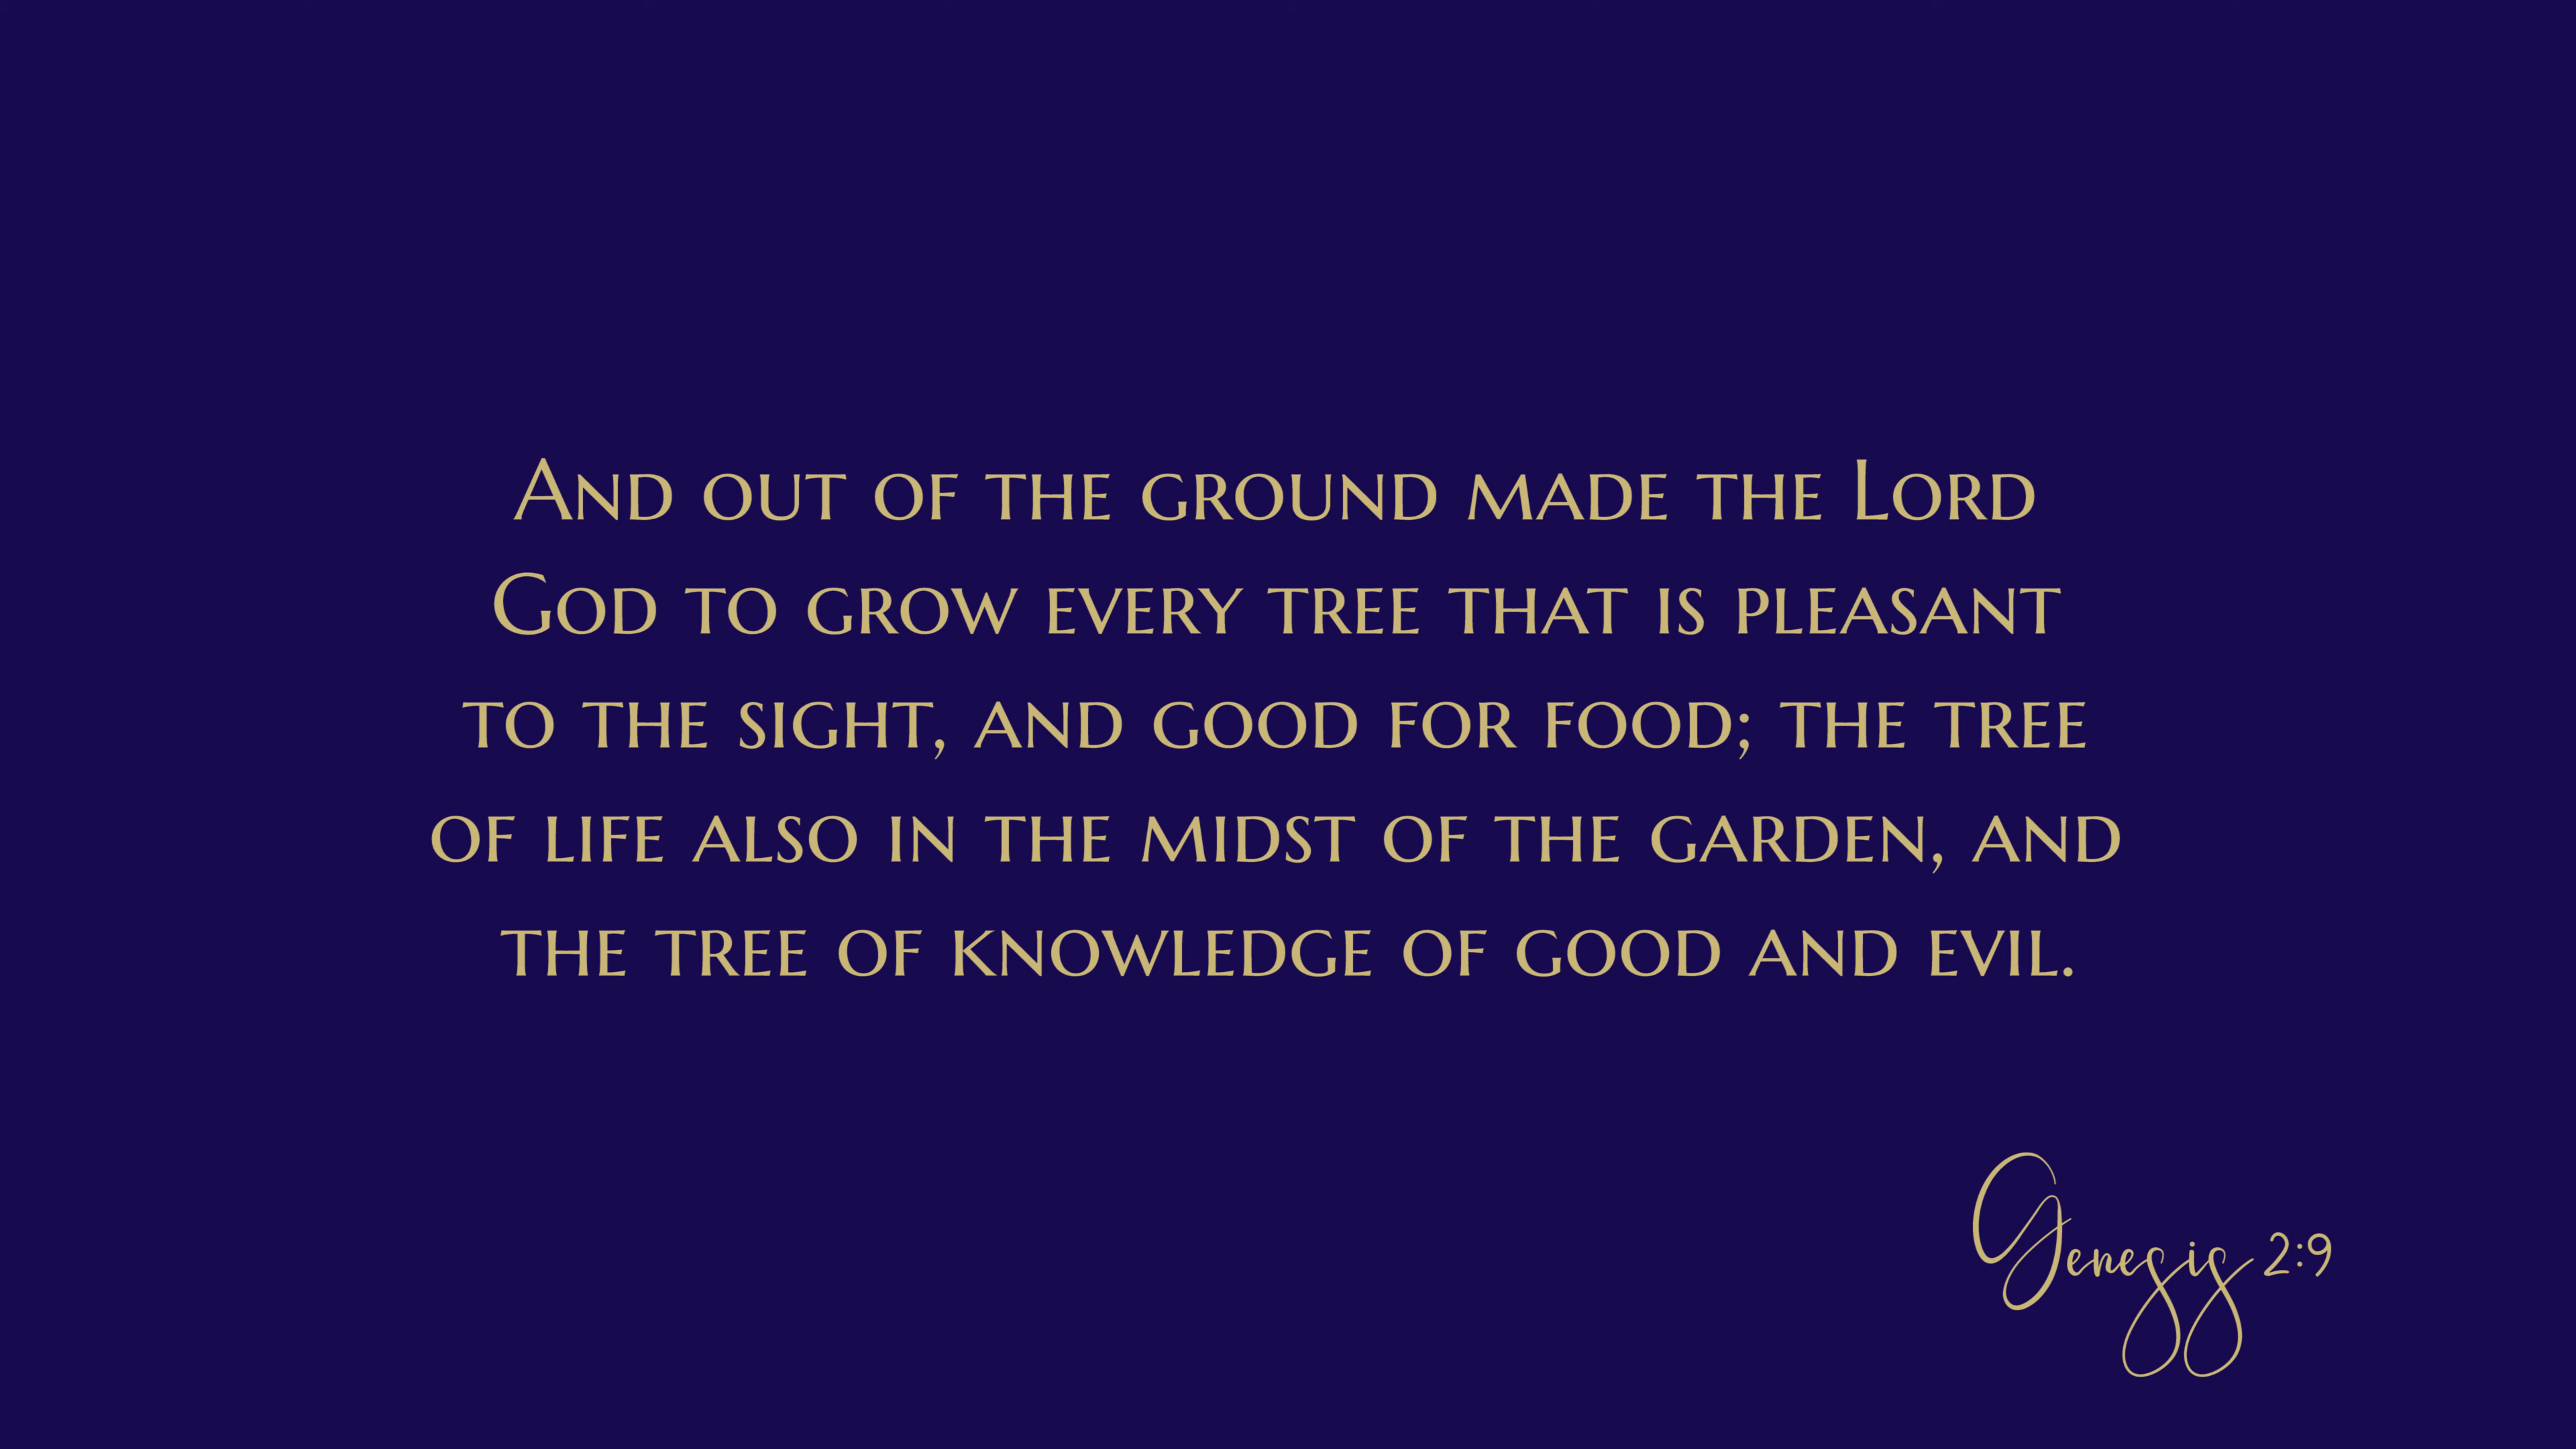 And out of the ground made the Lord
God to grow every tree that is pleasant
to the sight, and good for food; the tree
of life also in the midst of the garden, and
the tree of knowledge of good and evil.
Genesis 2:9